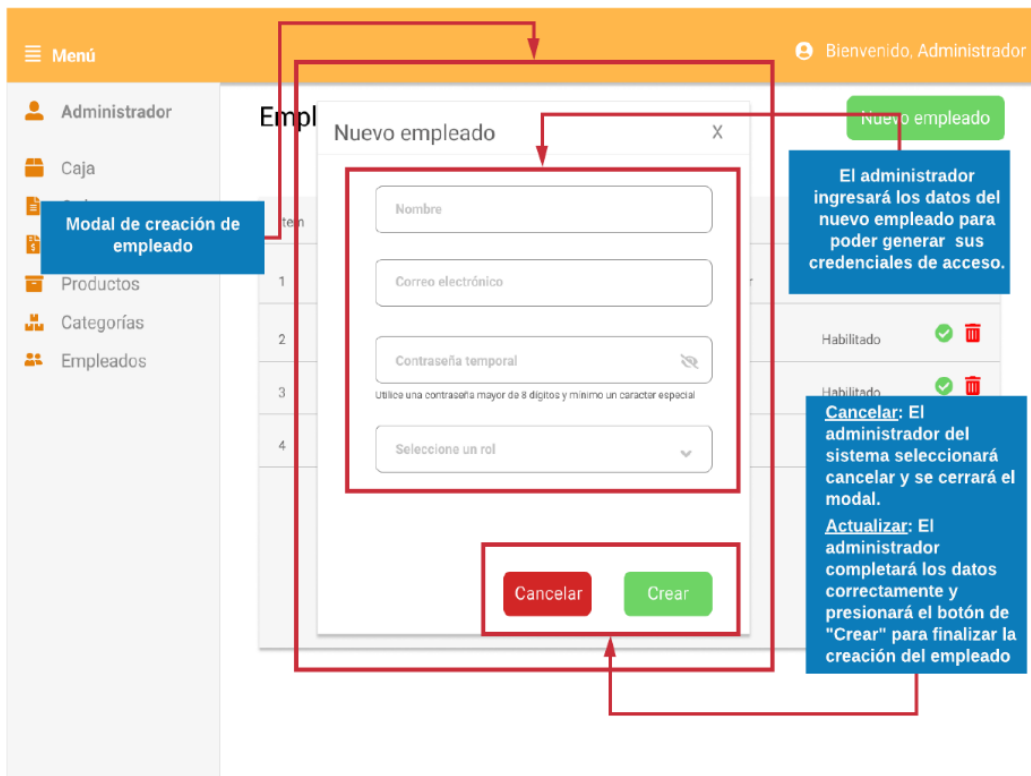 Menú
Bienvenido, Administrador
Administrador
Caja
Productos
Categorías
Empleados
Modal de creación de
empleado
Empl
Nuevo empleado
Nuevo empleado
X
Nombre
Correo electrónico
Contraseña temporal
Utilice una contraseña mayor de 8 dígitos y mínimo un caracter especial
Seleccione un rol
Cancelar
Crear
El administrador
ingresará los datos del
nuevo empleado para
poder generar sus
credenciales de acceso.
tem
1
2
Habilitado
3
Habilitado
4
Cancelar: El
administrador del
sistema seleccionará
cancelar y se cerrará el
modal.
Actualizar: El
administrador
completará los datos
correctamente y
presionará el botón de
"Crear" para finalizar la
creación del empleado